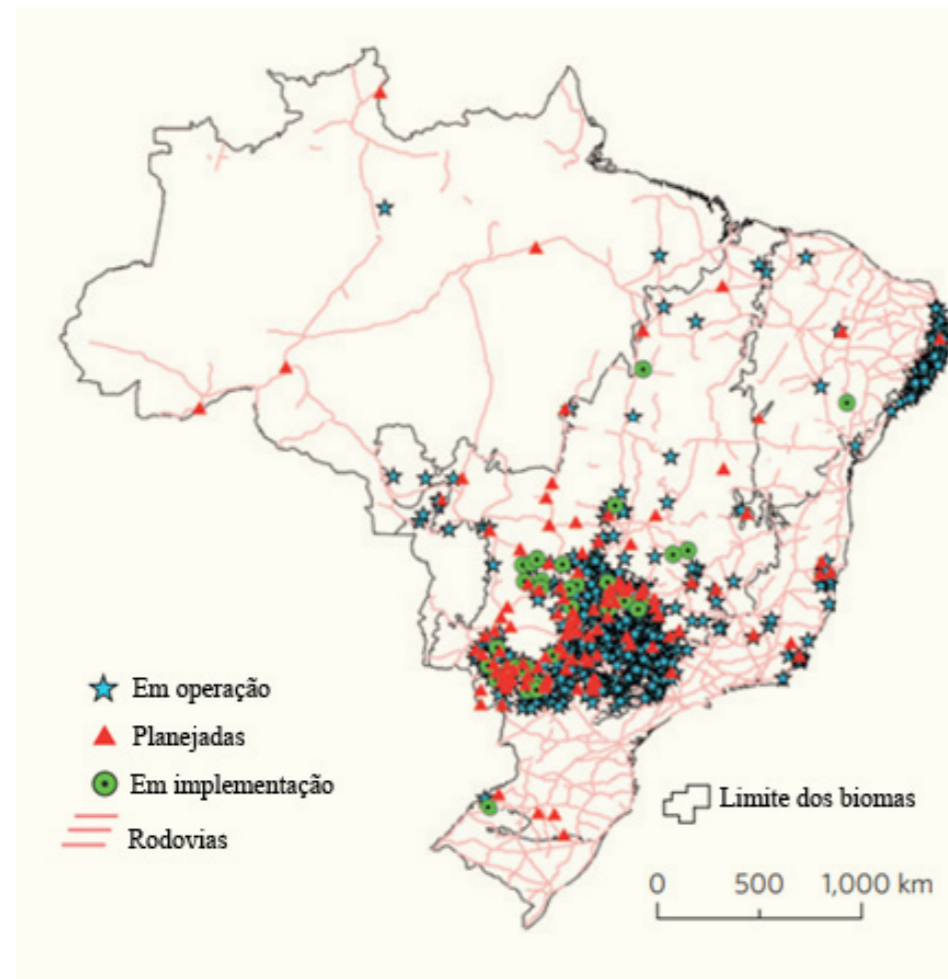 Em operação
Planejadas
Em implementação
Rodovias
Limite dos biomas
0 500 1,000 km